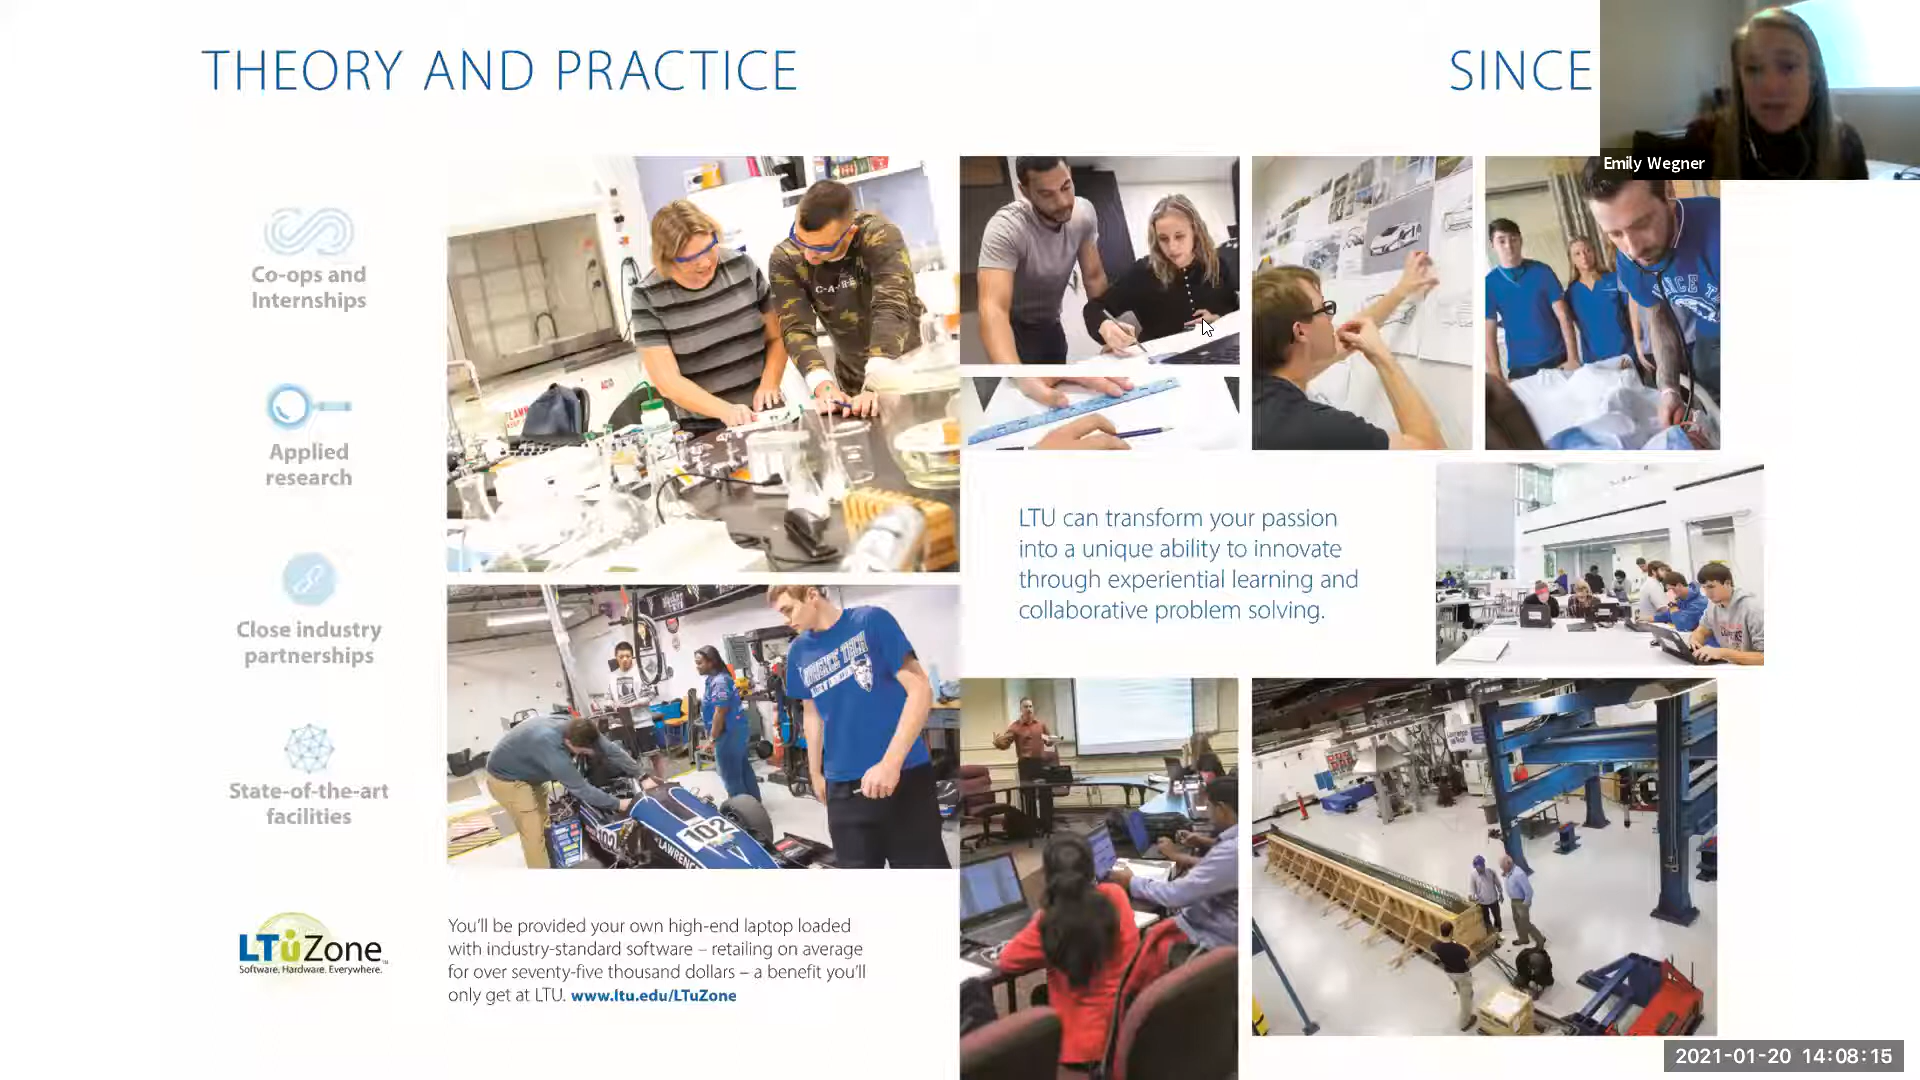 THEORY AND PRACTICE
SINCE
Emily Wegner
Co-ops and
Internships
Applied
research
Close industry
partnerships
State-of-the-art
facilities
LTU can transform your passion
into a unique ability to innovate
through experiential learning and
collaborative problem solving.
C-A-R-E
102
LAWRENCE
LTuZone
Software. Hardware. Everywhere.
You'll be provided your own high-end laptop loaded
with industry-standard software – retailing on average
for over seventy-five thousand dollars – a benefit you'll
only get at LTU. www.ltu.edu/LTuZone
2021-01-20 14:08:15